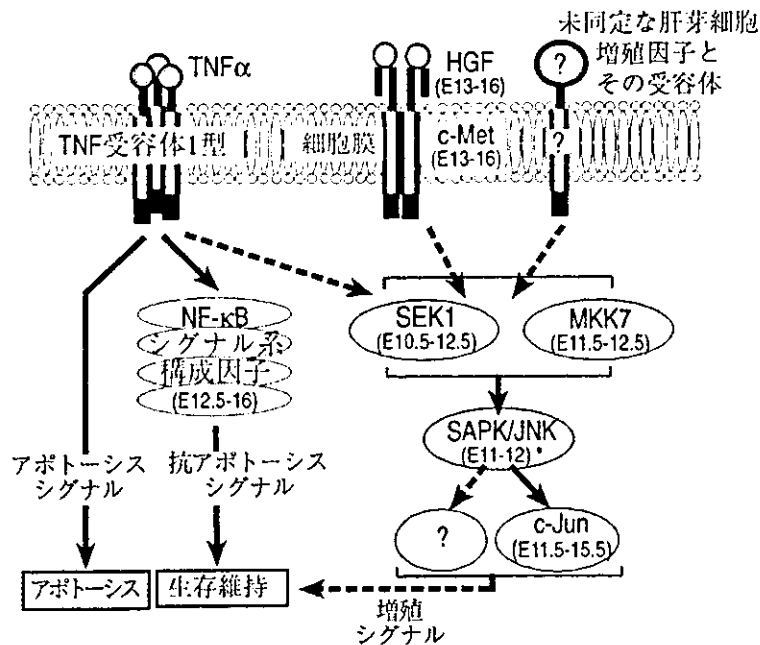 未同定な肝芽細胞
増殖因子と
その受容体
TNFα
HGF
(E13-16)
?
TNF受容体1型
細胞膜
c-Met
(E13-16)
?
NF-κB
シグナル系
構成因子
(E12.5-16)
SEK1
(E10.5-12.5)
MKK7
(E11.5-12.5)
SAPK/JNK
(E11-12)*
アポトーシス
シグナル
抗アポトーシス
シグナル
?
c-Jun
(E11.5-15.5)
アポトーシス
生存維持
増殖
シグナル